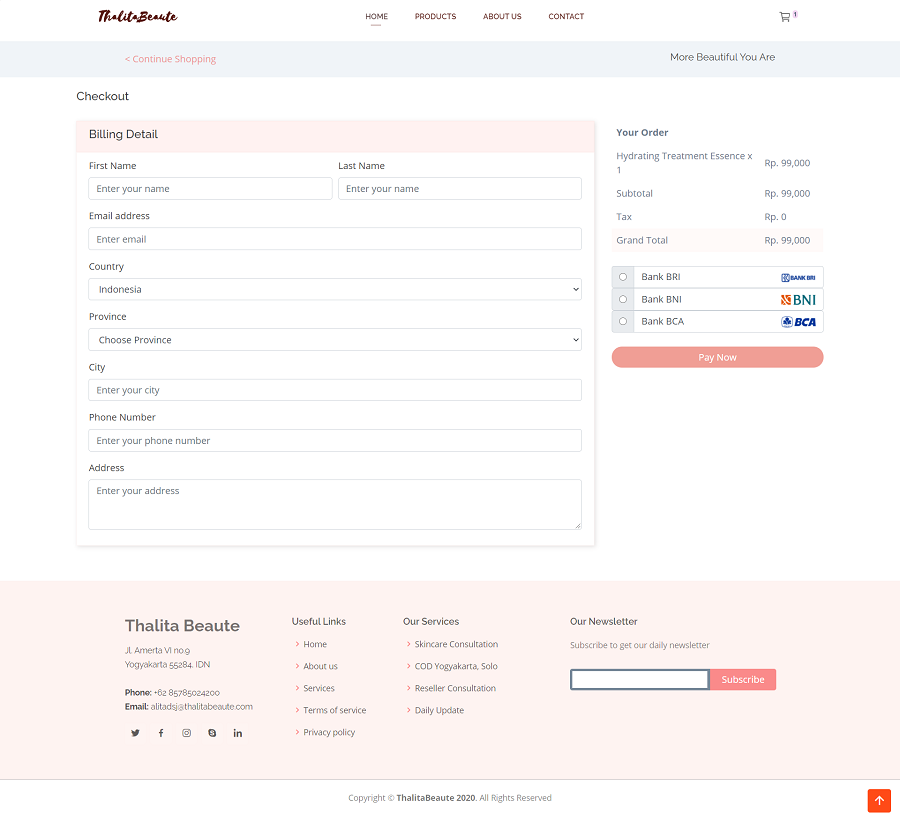 ThalitaBeaute
HOME PRODUCTS ABOUT US CONTACT
1
< Continue Shopping
More Beautiful You Are
Checkout
Billing Detail
First Name Last Name
Enter your name Enter your name
Email address
Enter email
Country
Indonesia
Province
Choose Province
City
Enter your city
Phone Number
Enter your phone number
Address
Enter your address
Your Order
Hydrating Treatment Essence x
1
Rp. 99,000
Subtotal Rp. 99,000
Tax Rp. 0
Grand Total Rp. 99,000
Bank BRI BANK BRI
Bank BNI BNI
Bank BCA BCA
Pay Now
Thalita Beaute
Jl. Amerta VI no.9
Yogyakarta 55284, IDN
Phone: +62 85785024200
Email: alitadsj@thalitabeaute.com
Useful Links
Home
About us
Services
Terms of service
Privacy policy
Our Services
Skincare Consultation
COD Yogyakarta, Solo
Reseller Consultation
Daily Update
Our Newsletter
Subscribe to get our daily newsletter
Subscribe
Copyright © ThalitaBeaute 2020. All Rights Reserved